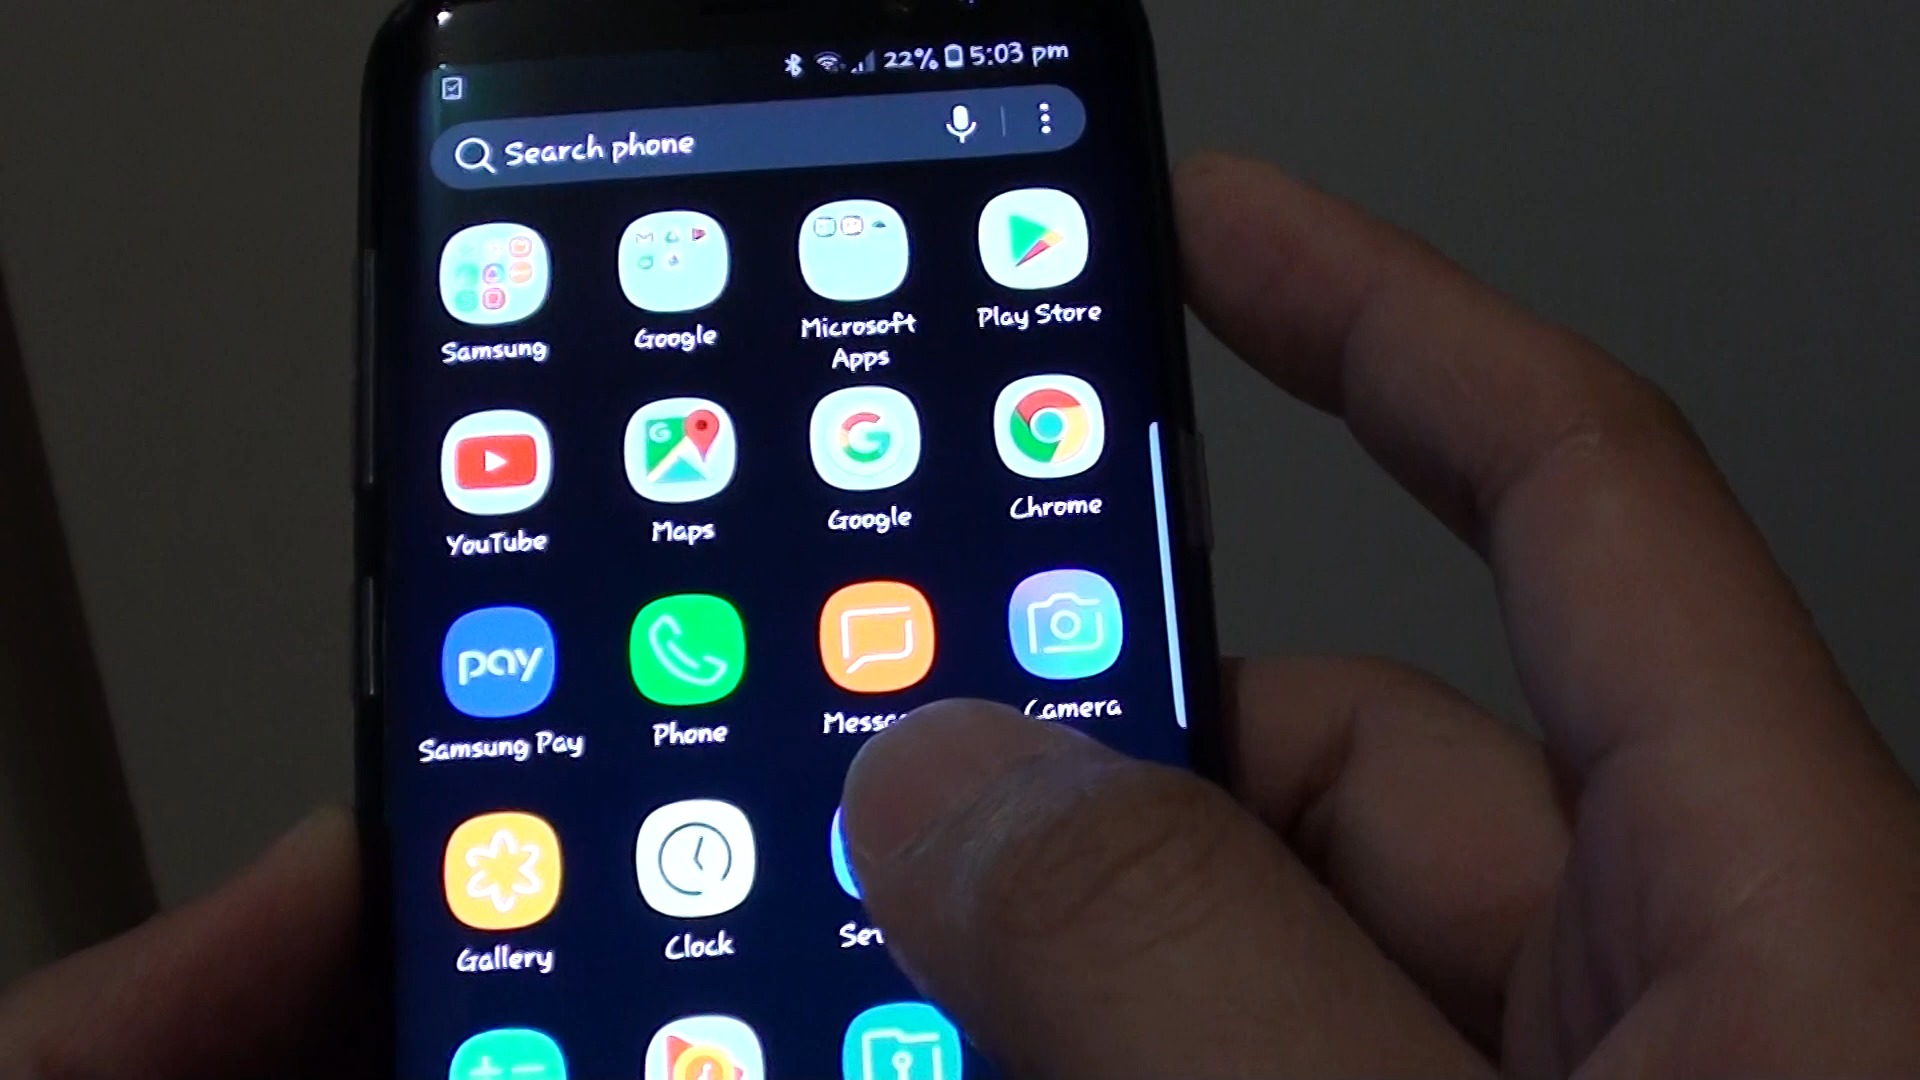 22% 5:03 pm
Search phone
Samsung
Google
Microsoft
Apps
Play Store
YouTube
Maps
G
Google
Chrome
pay
Samsung Pay
Phone
Camera
Gallery
Clock